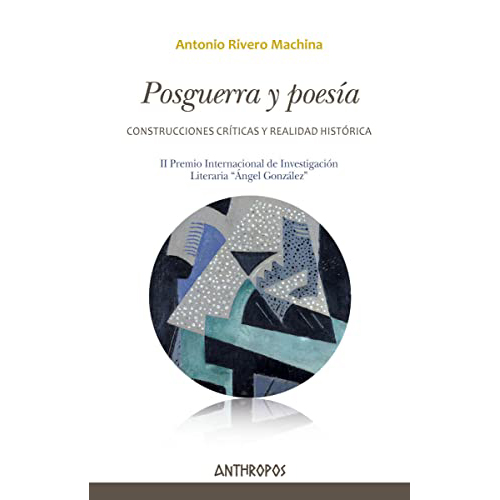 Antonio Rivero Machina
Posguerra y poesía
CONSTRUCCIONES CRÍTICAS Y REALIDAD HISTÓRICA
II Premio Internacional de Investigación
Literaria “Ángel González”
ANTHROPOS